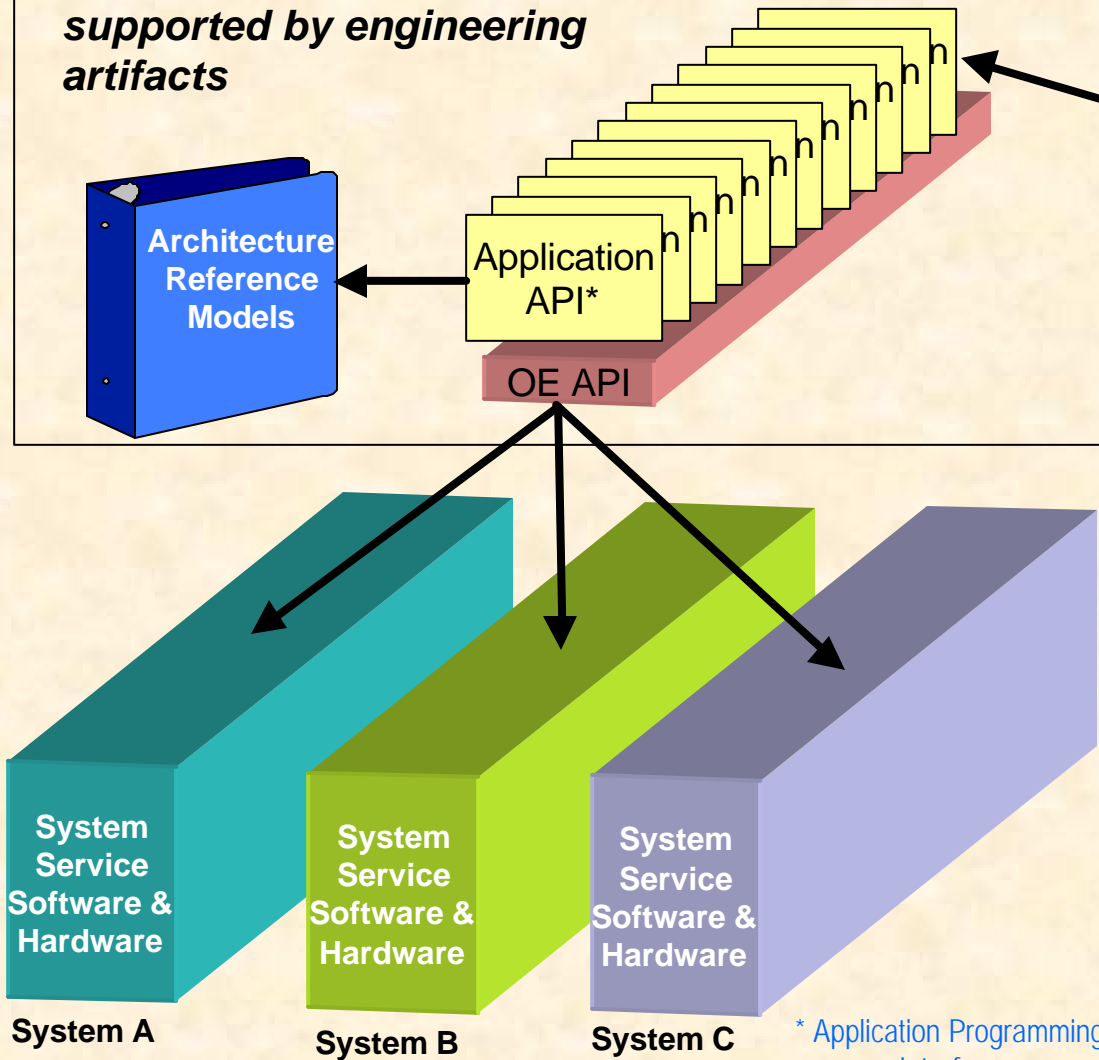 supported by engineering
artifacts
n
n
n
n
n
n
n
n
n
n
n
Application
API*
Architecture
Reference
Models
OE API
System
Service
Software &
Hardware
System
Service
Software &
Hardware
System
Service
Software &
Hardware
System A
System B
System C
* Application Programming